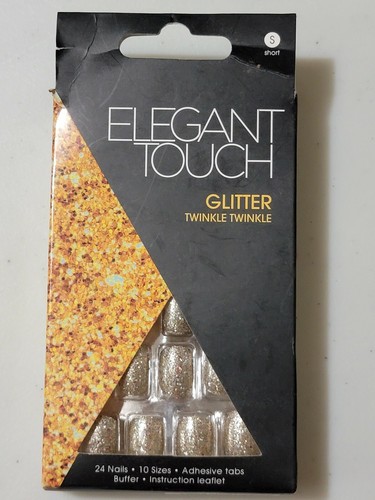 S
short
ELEGANT
TOUCH
GLITTER
TWINKLE TWINKLE
24 Nails • 10 Sizes • Adhesive tabs
Buffer • Instruction leaflet